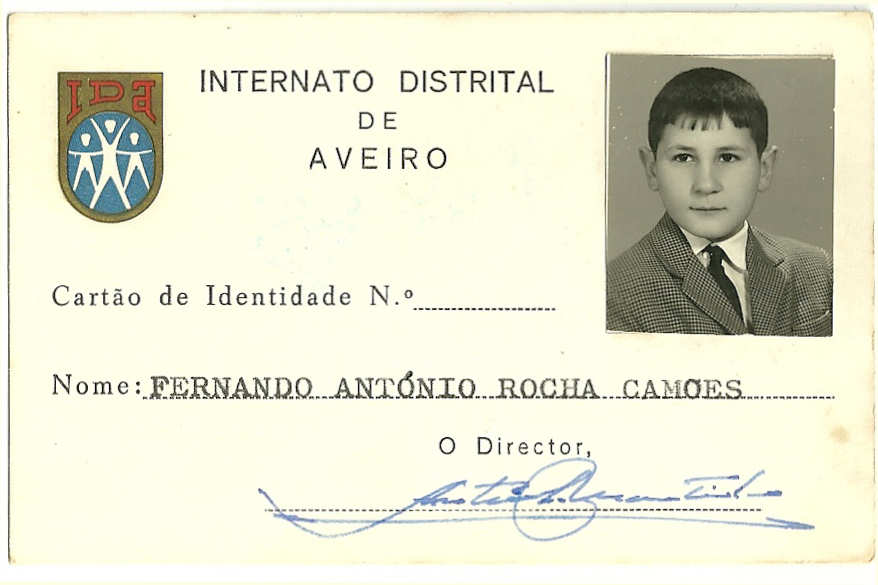 IDA
INTERNATO DISTRITAL
DE
AVEIRO
Cartão de Identidade N.º
Nome: FERNANDO ANTÓNIO ROCHA CAMOES
O Director,